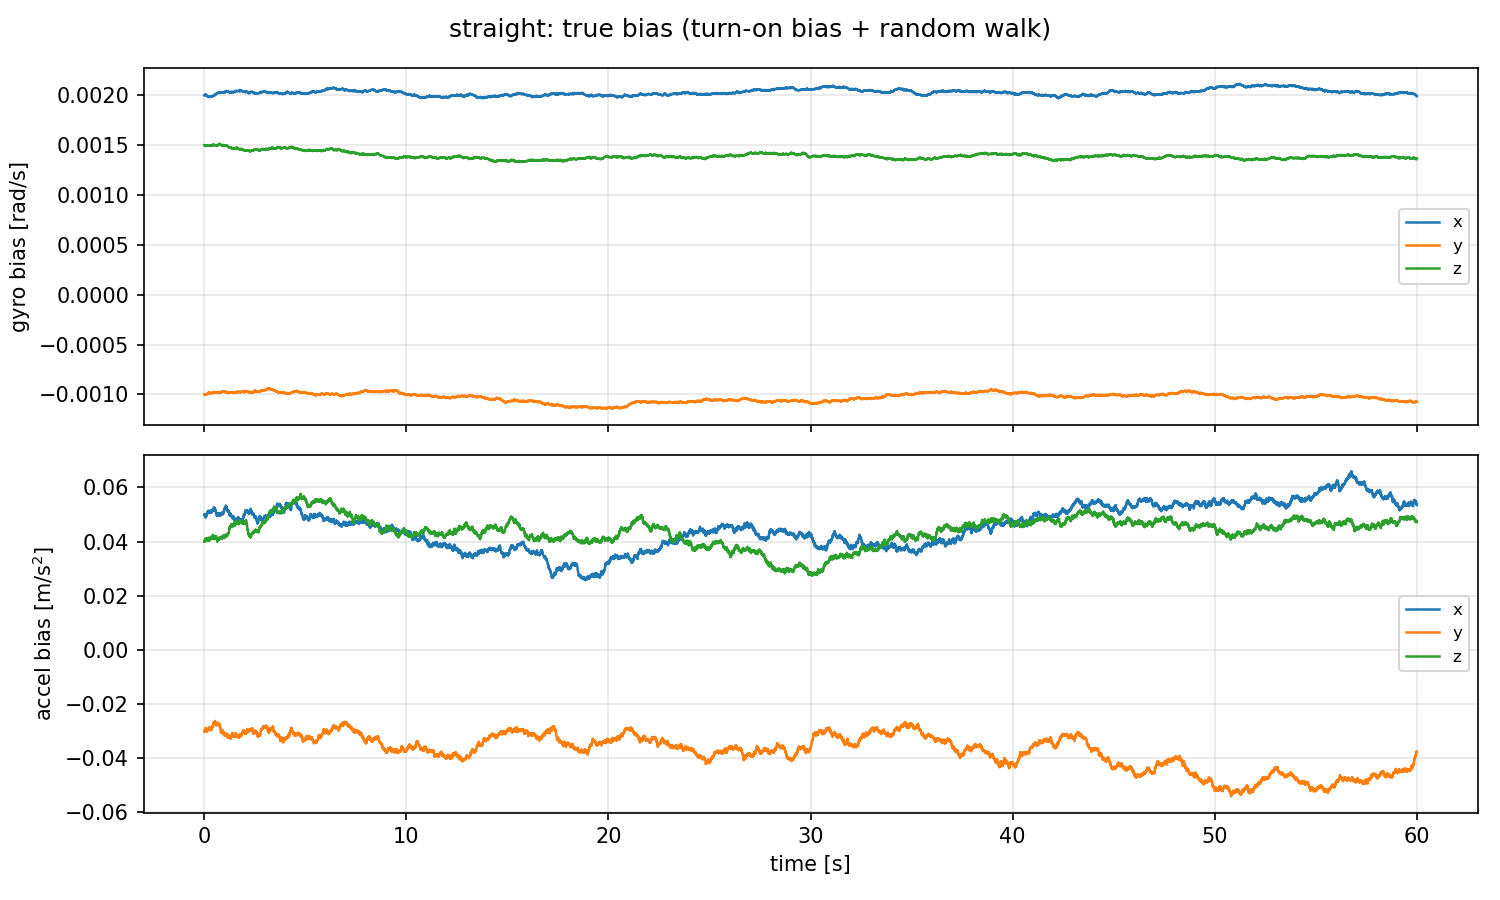 straight: true bias (turn-on bias + random walk)
gyro bias [rad/s]
0.0020
0.0015
0.0010
0.0005
0.0000
−0.0005
−0.0010
x
y
z
accel bias [m/s²]
0.06
0.04
0.02
0.00
−0.02
−0.04
−0.06
x
y
z
0 10 20 30 40 50 60
time [s]